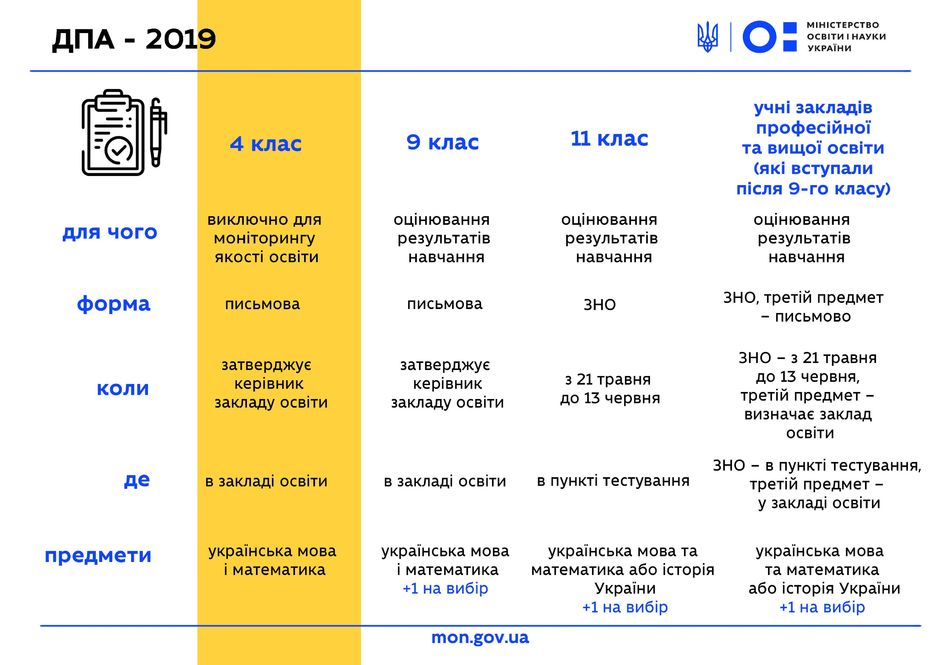 ДПА - 2019
МІНІСТЕРСТВО
ОСВІТИ І НАУКИ
УКРАЇНИ
4 клас
9 клас
11 клас
учні закладів
професійної
та вищої освіти
(які вступали
після 9-го класу)
для чого
виключно для
моніторингу
якості освіти
оцінювання
результатів
навчання
оцінювання
результатів
навчання
оцінювання
результатів
навчання
форма
письмова
письмова
ЗНО
ЗНО, третій предмет
– письмово
коли
затверджує
керівник
закладу освіти
затверджує
керівник
закладу освіти
з 21 травня
до 13 червня
ЗНО – з 21 травня
до 13 червня,
третій предмет –
визначає заклад
освіти
де
в закладі освіти
в закладі освіти
в пункті тестування
ЗНО – в пункті тестування,
третій предмет –
у закладі освіти
предмети
українська мова
і математика
українська мова
і математика
+1 на вибір
українська мова та
математика або історія
України
+1 на вибір
українська мова
та математика
або історія України
+1 на вибір
mon.gov.ua